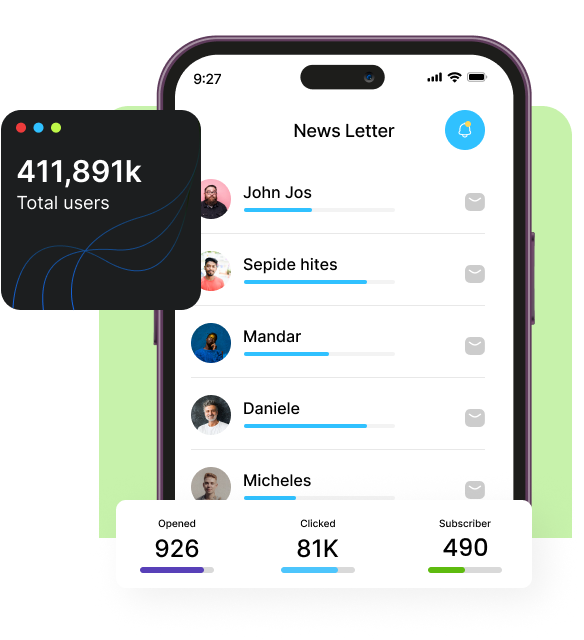 9:27
News Letter
411,891k
Total users
John Jos
Sepide hites
Mandar
Daniele
Micheles
Opened
Clicked
Subscriber
926
81K
490